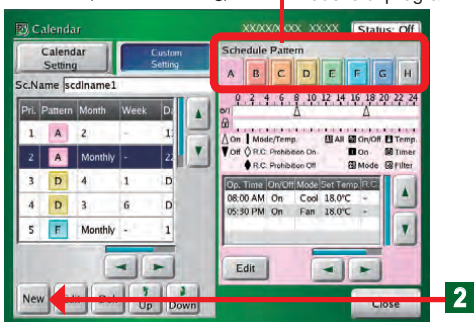 Calendar
XX/XX/XXXX XX:XX
Status: Off
Calendar
Setting
Custom
Setting
Sc.Name scdlname1
Pri. Pattern Month Week
1 A 2 -
2 A Monthly -
3 D 4 1 D
4 D 3 6 D
5 F Monthly - 1
New
Up
Down
Schedule Pattern
A B C D E F G H
0 2 4 6 8 10 12 14 16 18 20 22 24
On Mode/Temp. All On/Off Temp.
Off R.C. Prohibition On On Timer
R.C. Prohibition Off Mode Filter
Op. Time On/Off Mode Set Temp. R.C.
08:00 AM On Cool 18.0°C -
05:30 PM On Fan 18.0°C -
Edit
Close
2